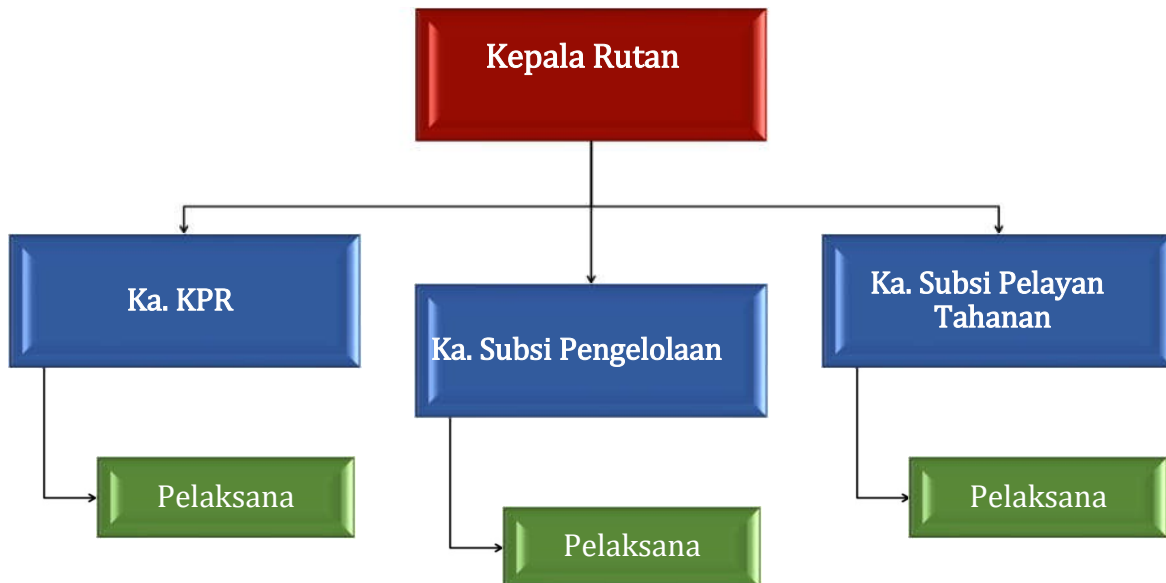 Kepala Rutan
Ka. KPR
Ka. Subsi Pengelolaan
Ka. Subsi Pelayan
Tahanan
Pelaksana
Pelaksana
Pelaksana